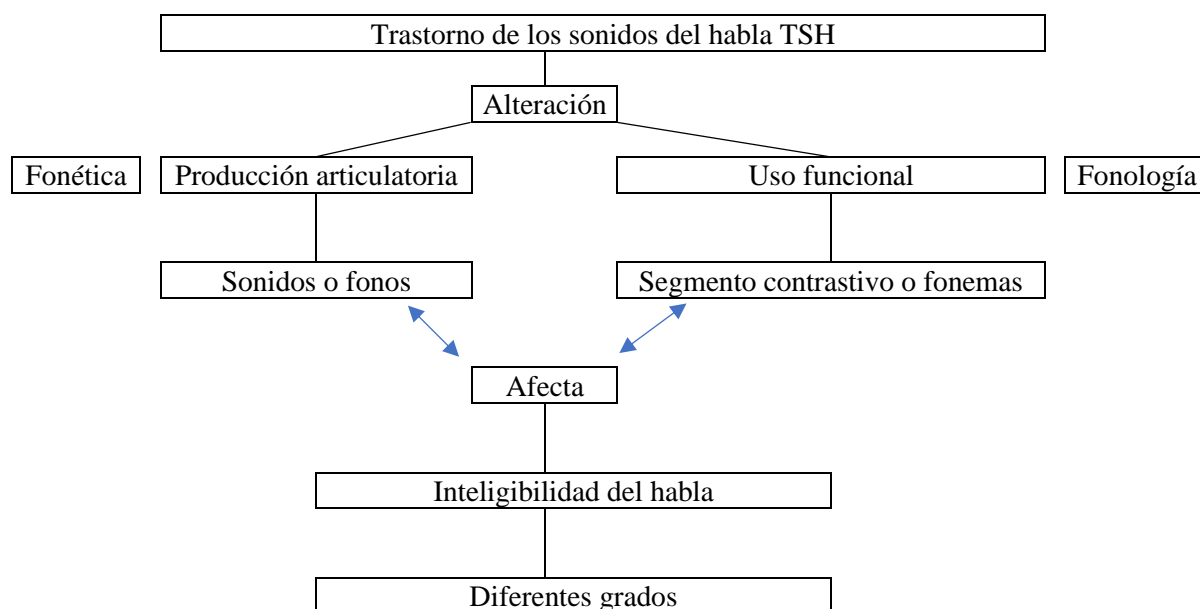 Trastorno de los sonidos del habla TSH
Alteración
Fonética
Producción articulatoria
Uso funcional
Fonología
Sonidos o fonos
Segmento contrastivo o fonemas
Afecta
Inteligibilidad del habla
Diferentes grados